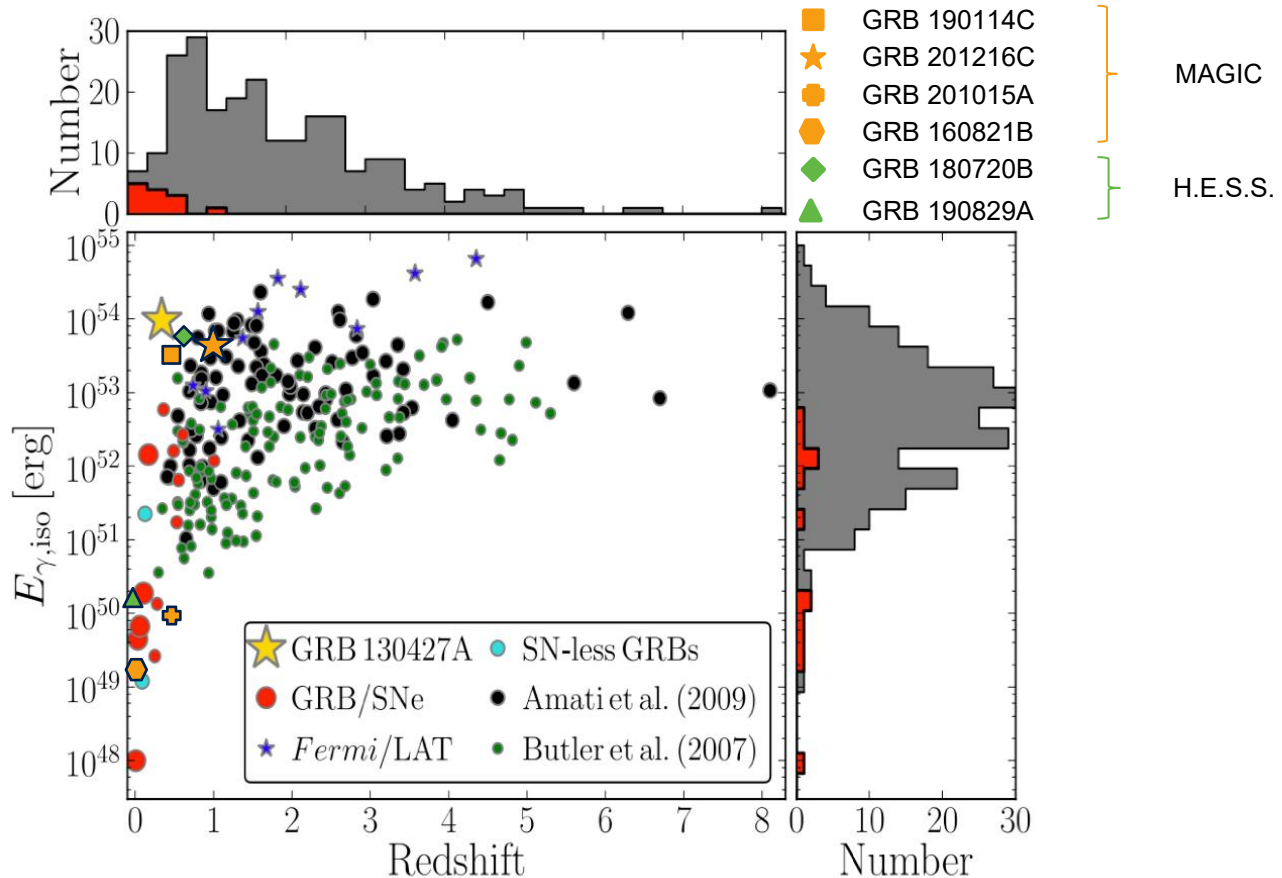 GRB 190114C
GRB 201216C
GRB 201015A
GRB 160821B
MAGIC
GRB 180720B
GRB 190829A
H.E.S.S.
Number
30
20
10
0
10^55
10^54
10^53
10^52
10^51
10^50
10^49
10^48
E_γ,iso [erg]
GRB 130427A
GRB/SNe
Fermi/LAT
SN-less GRBs
Amati et al. (2009)
Butler et al. (2007)
0 1 2 3 4 5 6 7 8
Redshift
0 10 20 30
Number